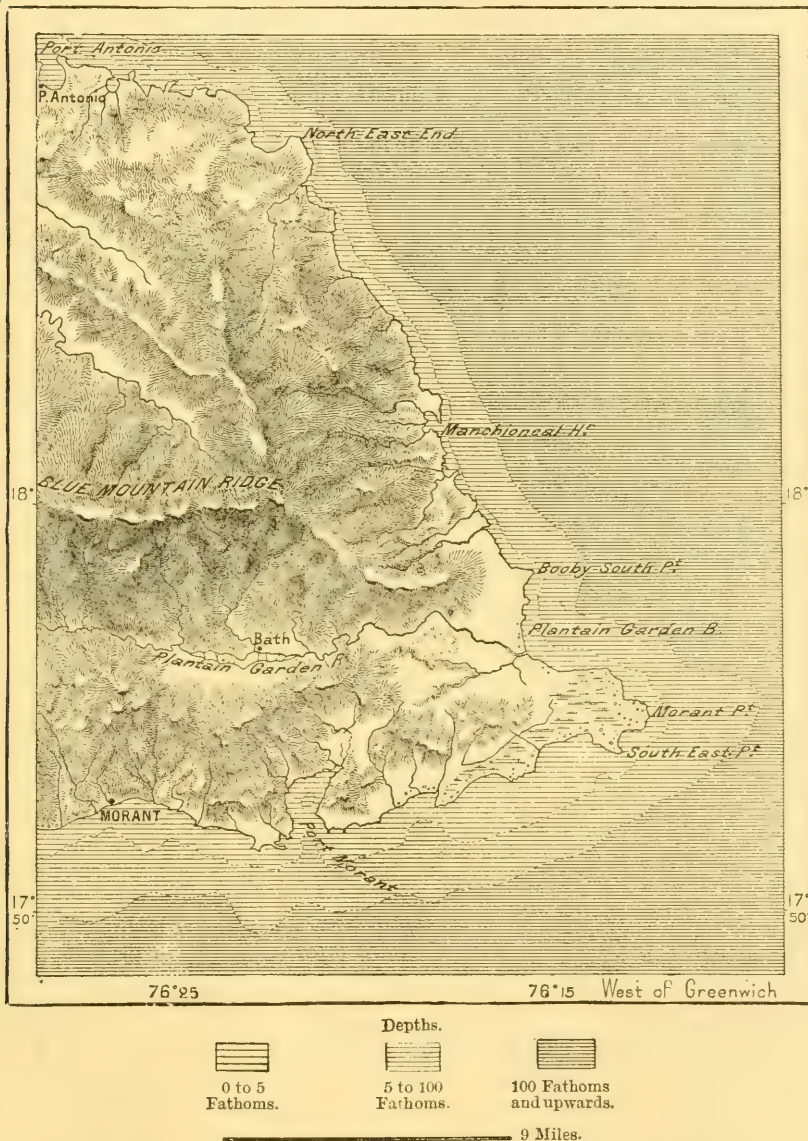 Port Antonio
P. Antonio
North-East-End
Manchioneal Hr
BLUE MOUNTAIN RIDGE
18°
18°
Booby-South Pt
Plantain Garden B.
Bath
Plantain Garden R.
Morant Pt
South East Pt
MORANT
Port Morant
17°
50'
17°
50'
76°25
76°15 West of Greenwich
Depths.
0 to 5
Fathoms.
5 to 100
Fathoms.
100 Fathoms
and upwards.
9 Miles.